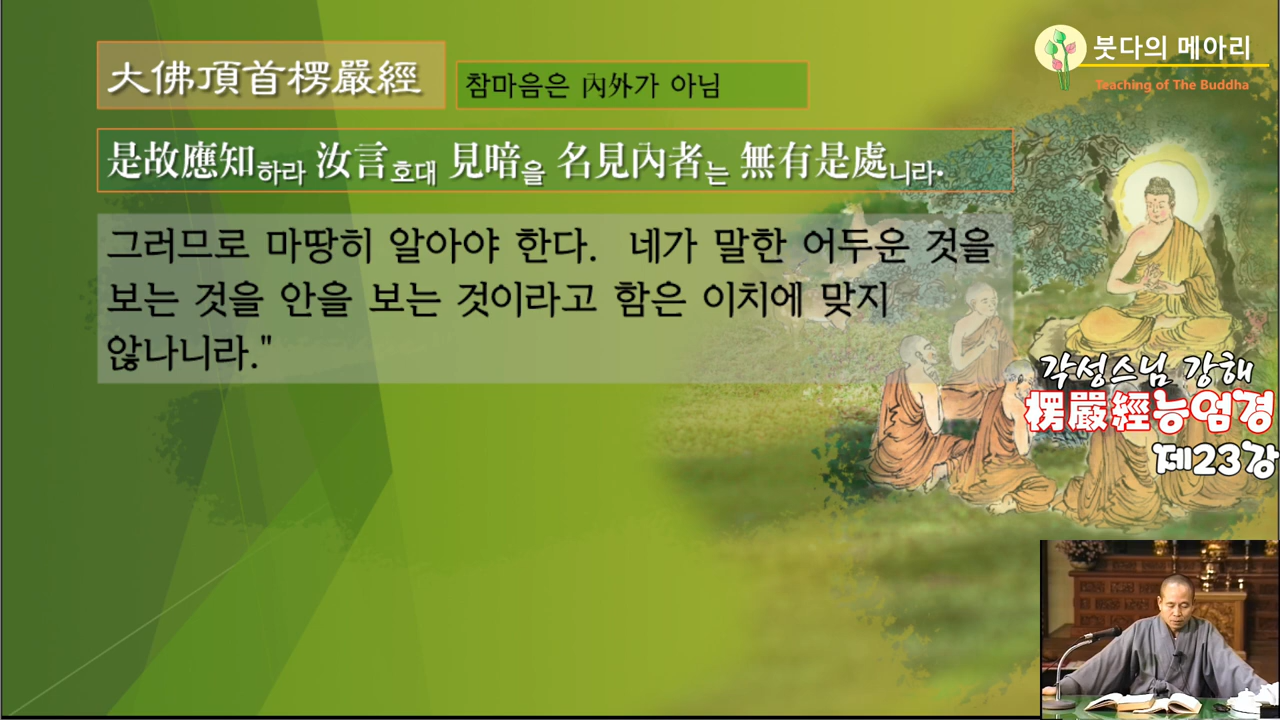 大佛頂首楞嚴經
참마음은 內外가 아님
붓다의 메아리
Teaching of The Buddha
是故應知하라 汝言호대 見暗을 名見內者는 無有是處니라.
그러므로 마땅히 알아야 한다. 네가 말한 어두운 것을
보는 것을 안을 보는 것이라고 함은 이치에 맞지
않나니라."
각성스님 강해
楞嚴經능엄경
제23강